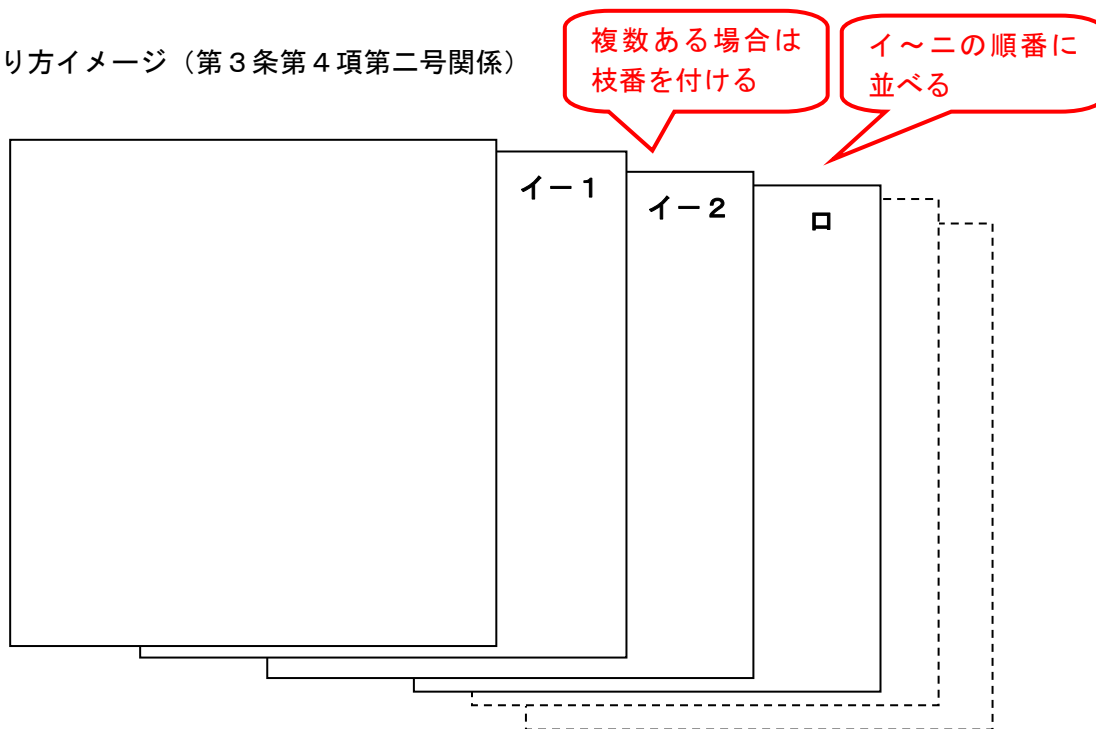 り方イメージ（第３条第４項第二号関係）
複数ある場合は
枝番を付ける
イ～ニの順番に
並べる
イー１
イー２
ロ